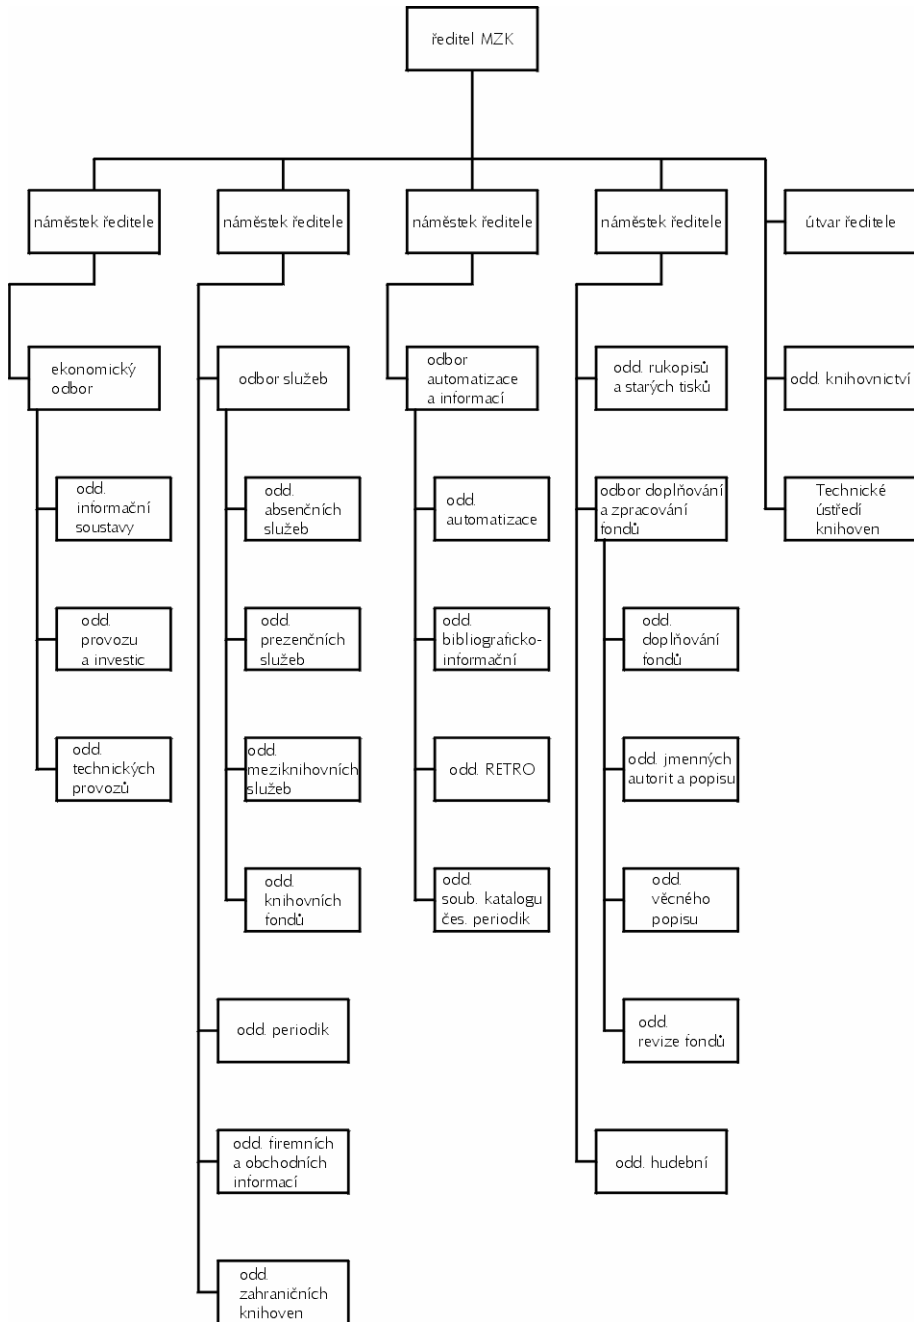 ředitel MZK
náměstek ředitele
náměstek ředitele
náměstek ředitele
náměstek ředitele
útvar ředitele
ekonomický
odbor
odbor služeb
odbor
automatizace
a informací
odd. rukopisů
a starých tisků
odd. knihovnictví
odd.
informační
soustavy
odd.
absenčních
služeb
odd.
automatizace
odbor doplňování
a zpracování
fondů
Technické
ústředí
knihoven
odd.
provozu
a investic
odd.
prezenčních
služeb
odd.
bibliograficko-
informační
odd.
doplňování
fondů
odd.
technických
provozů
odd.
meziknihovních
služeb
odd. RETRO
odd. jmenných
autorit a popisu
odd.
knihovních
fondů
odd.
soub. katalogu
čes. periodik
odd.
věcného
popisu
odd. periodik
odd.
revize fondů
odd. firemních
a obchodních
informací
odd. hudební
odd.
zahraničních
knihoven